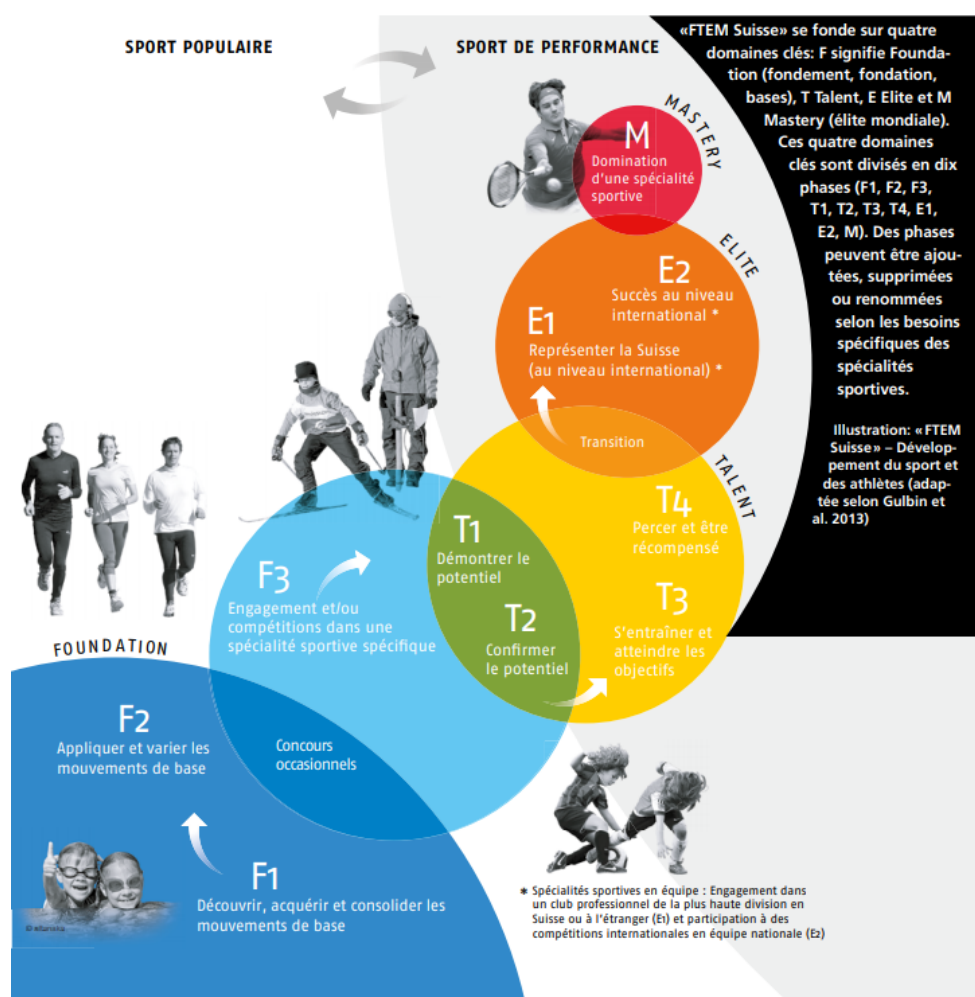 SPORT POPULAIRE
SPORT DE PERFORMANCE
«FTEM Suisse» se fonde sur quatre
domaines clés: F signifie Founda-
tion (fondement, fondation,
bases), T Talent, E Elite et M
Mastery (élite mondiale).
Ces quatre domaines
clés sont divisés en dix
phases (F1, F2, F3,
T1, T2, T3, T4, E1,
E2, M). Des phases
peuvent être ajou-
tées, supprimées
ou renommées
selon les besoins
spécifiques des
spécialités
sportives.
Illustration: «FTEM
Suisse» – Dévelop-
pement du sport et
des athlètes (adap-
tée selon Gulbin et
al. 2013)
MASTERY
M
Domination
d'une spécialité
sportive
ELITE
E2
Succès au niveau
international *
E1
Représenter la Suisse
(au niveau international) *
Transition
TALENT
T4
Percer et être
récompensé
T1
Démontrer le
potentiel
T3
S'entraîner et
atteindre les
objectifs
T2
Confirmer
le potentiel
F3
Engagement et/ou
compétitions dans une
spécialité sportive spécifique
FOUNDATION
F2
Appliquer et varier les
mouvements de base
Concours
occasionnels
F1
Découvrir, acquérir et consolider les
mouvements de base
* Spécialités sportives en équipe : Engagement dans
un club professionnel de la plus haute division en
Suisse ou à l'étranger (E1) et participation à des
compétitions internationales en équipe nationale (E2)